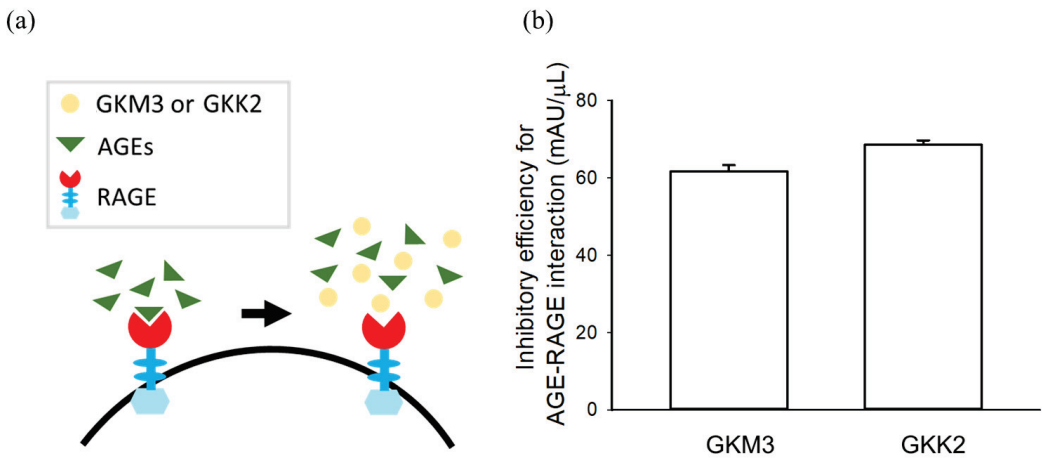 (a)
GKM3 or GKK2
AGEs
RAGE
(b)
Inhibitory efficiency for
AGE-RAGE interaction (mAU/µL)
80
60
40
20
0
GKM3
GKK2